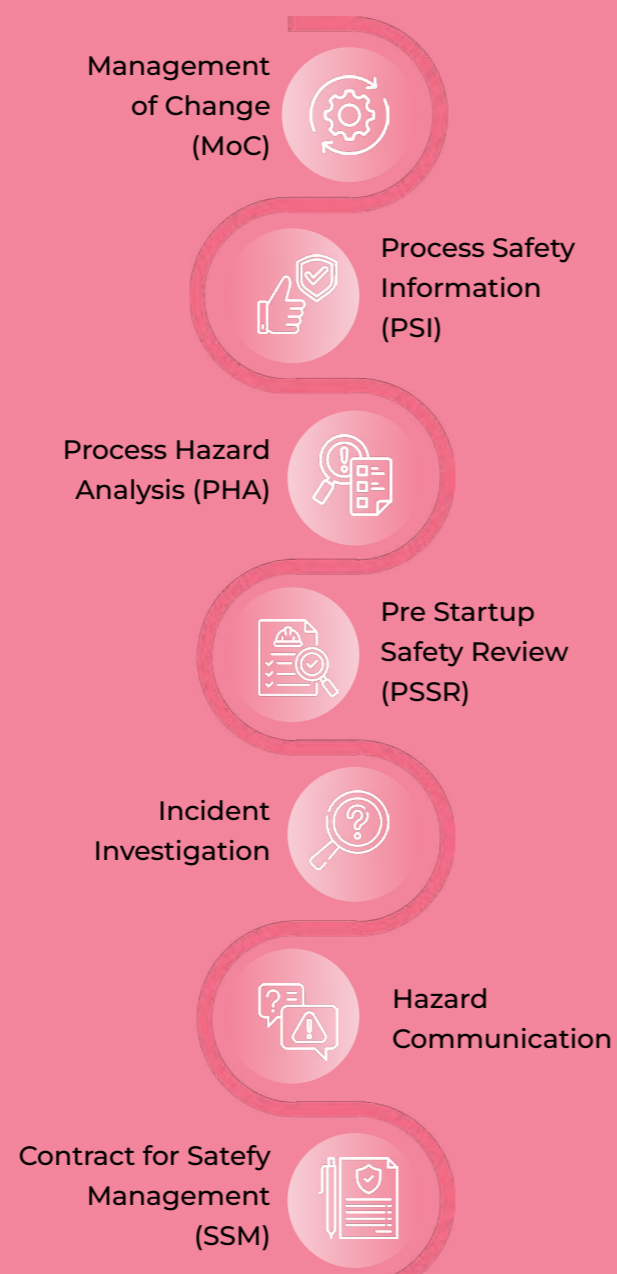 Management
of Change
(MoC)
Process Safety
Information
(PSI)
Process Hazard
Analysis (PHA)
Pre Startup
Safety Review
(PSSR)
Incident
Investigation
Hazard
Communication
Contract for Satefy
Management
(SSM)